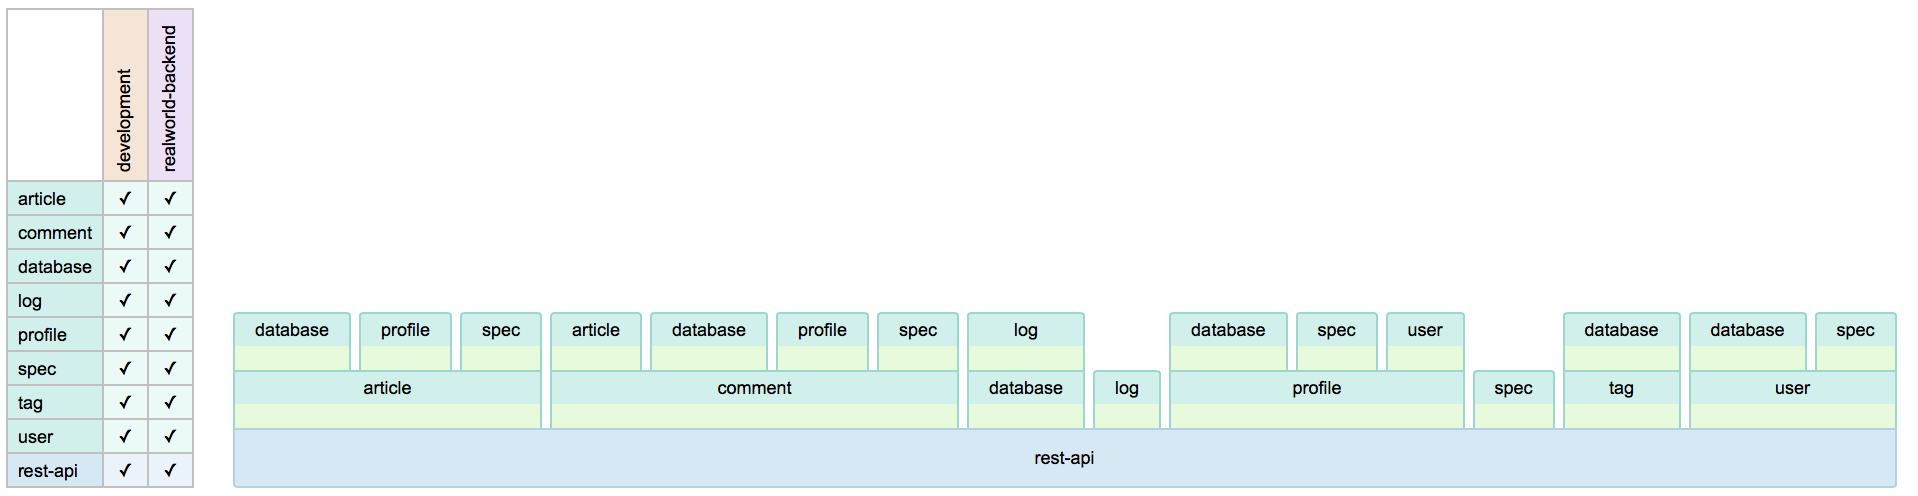 development
realworld-backend
article ✓ ✓
comment ✓ ✓
database ✓ ✓
log ✓ ✓
profile ✓ ✓
spec ✓ ✓
tag ✓ ✓
user ✓ ✓
rest-api ✓ ✓
database profile spec article database profile spec log database spec user database database spec
article comment database log profile spec tag user
rest-api